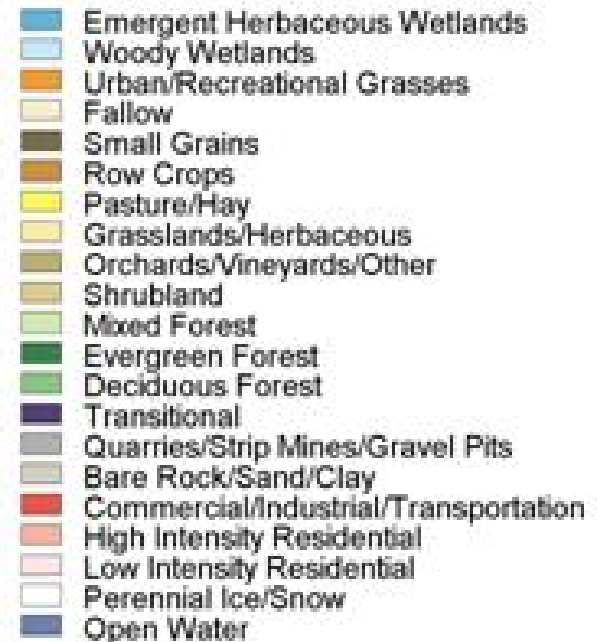 Emergent Herbaceous Wetlands
Woody Wetlands
Urban/Recreational Grasses
Fallow
Small Grains
Row Crops
Pasture/Hay
Grasslands/Herbaceous
Orchards/Vineyards/Other
Shrubland
Mixed Forest
Evergreen Forest
Deciduous Forest
Transitional
Quarries/Strip Mines/Gravel Pits
Bare Rock/Sand/Clay
Commercial/Industrial/Transportation
High Intensity Residential
Low Intensity Residential
Perennial Ice/Snow
Open Water